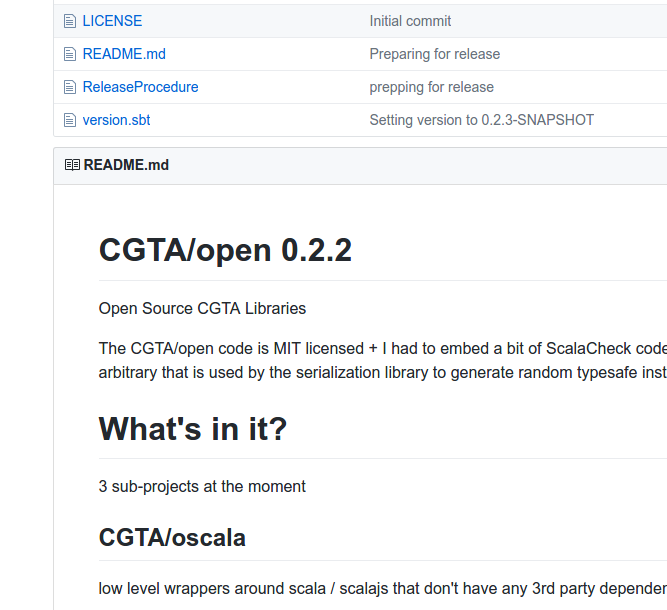 LICENSE Initial commit
README.md Preparing for release
ReleaseProcedure prepping for release
version.sbt Setting version to 0.2.3-SNAPSHOT
README.md
CGTA/open 0.2.2
Open Source CGTA Libraries
The CGTA/open code is MIT licensed + I had to embed a bit of ScalaCheck code
arbitrary that is used by the serialization library to generate random typesafe inst
What's in it?
3 sub-projects at the moment
CGTA/oscala
low level wrappers around scala / scalajs that don't have any 3rd party depender